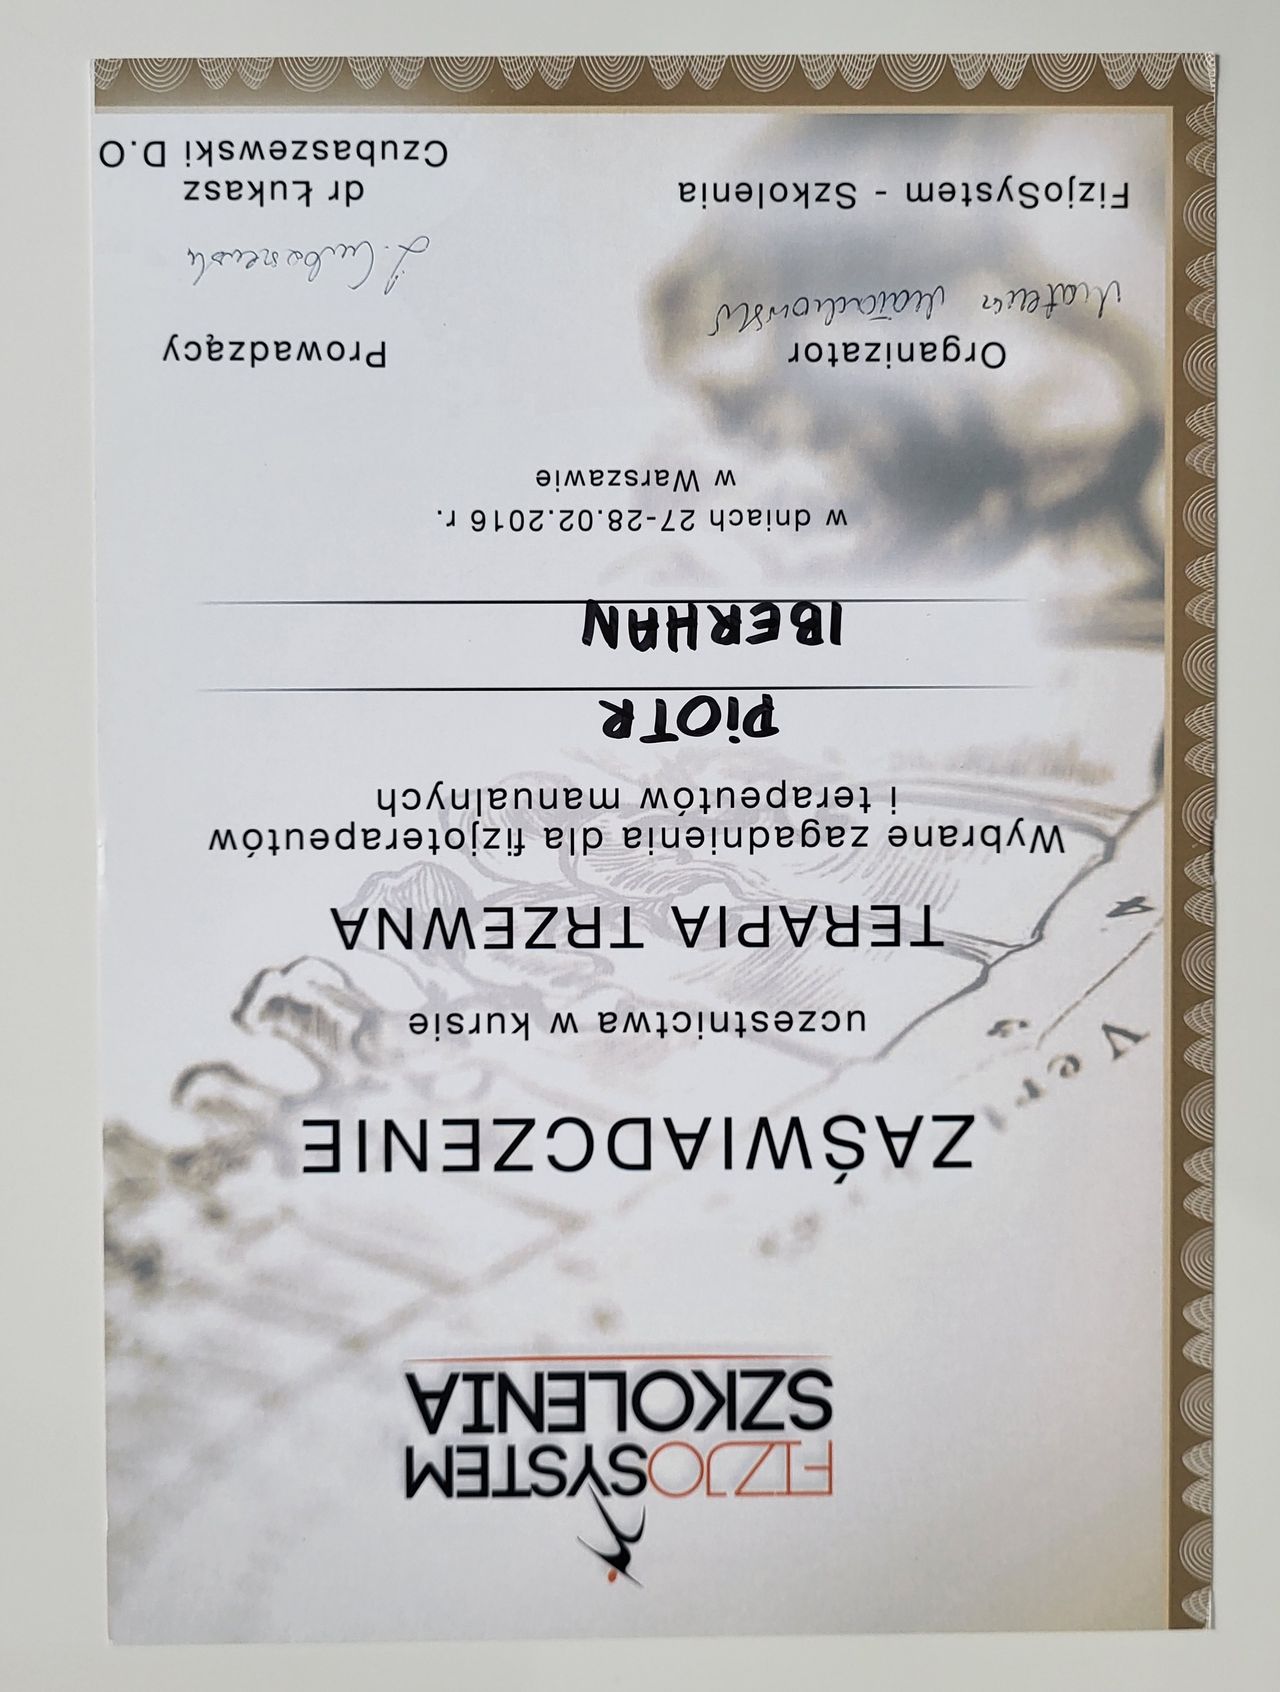 FIZJOSYSTEM
SZKOLENIA
ZAŚWIADCZENIE
uczestnictwa w kursie
TERAPIA TRZEWNA
Wybrane zagadnienia dla fizjoterapeutów
i terapeutów manualnych
PIOTR
IBERHAN
w dniach 27-28.02.2016 r.
w Warszawie
Organizator
FizjoSystem - Szkolenia
Prowadzący
Ł. Czubaszewski
dr Łukasz
Czubaszewski D.O